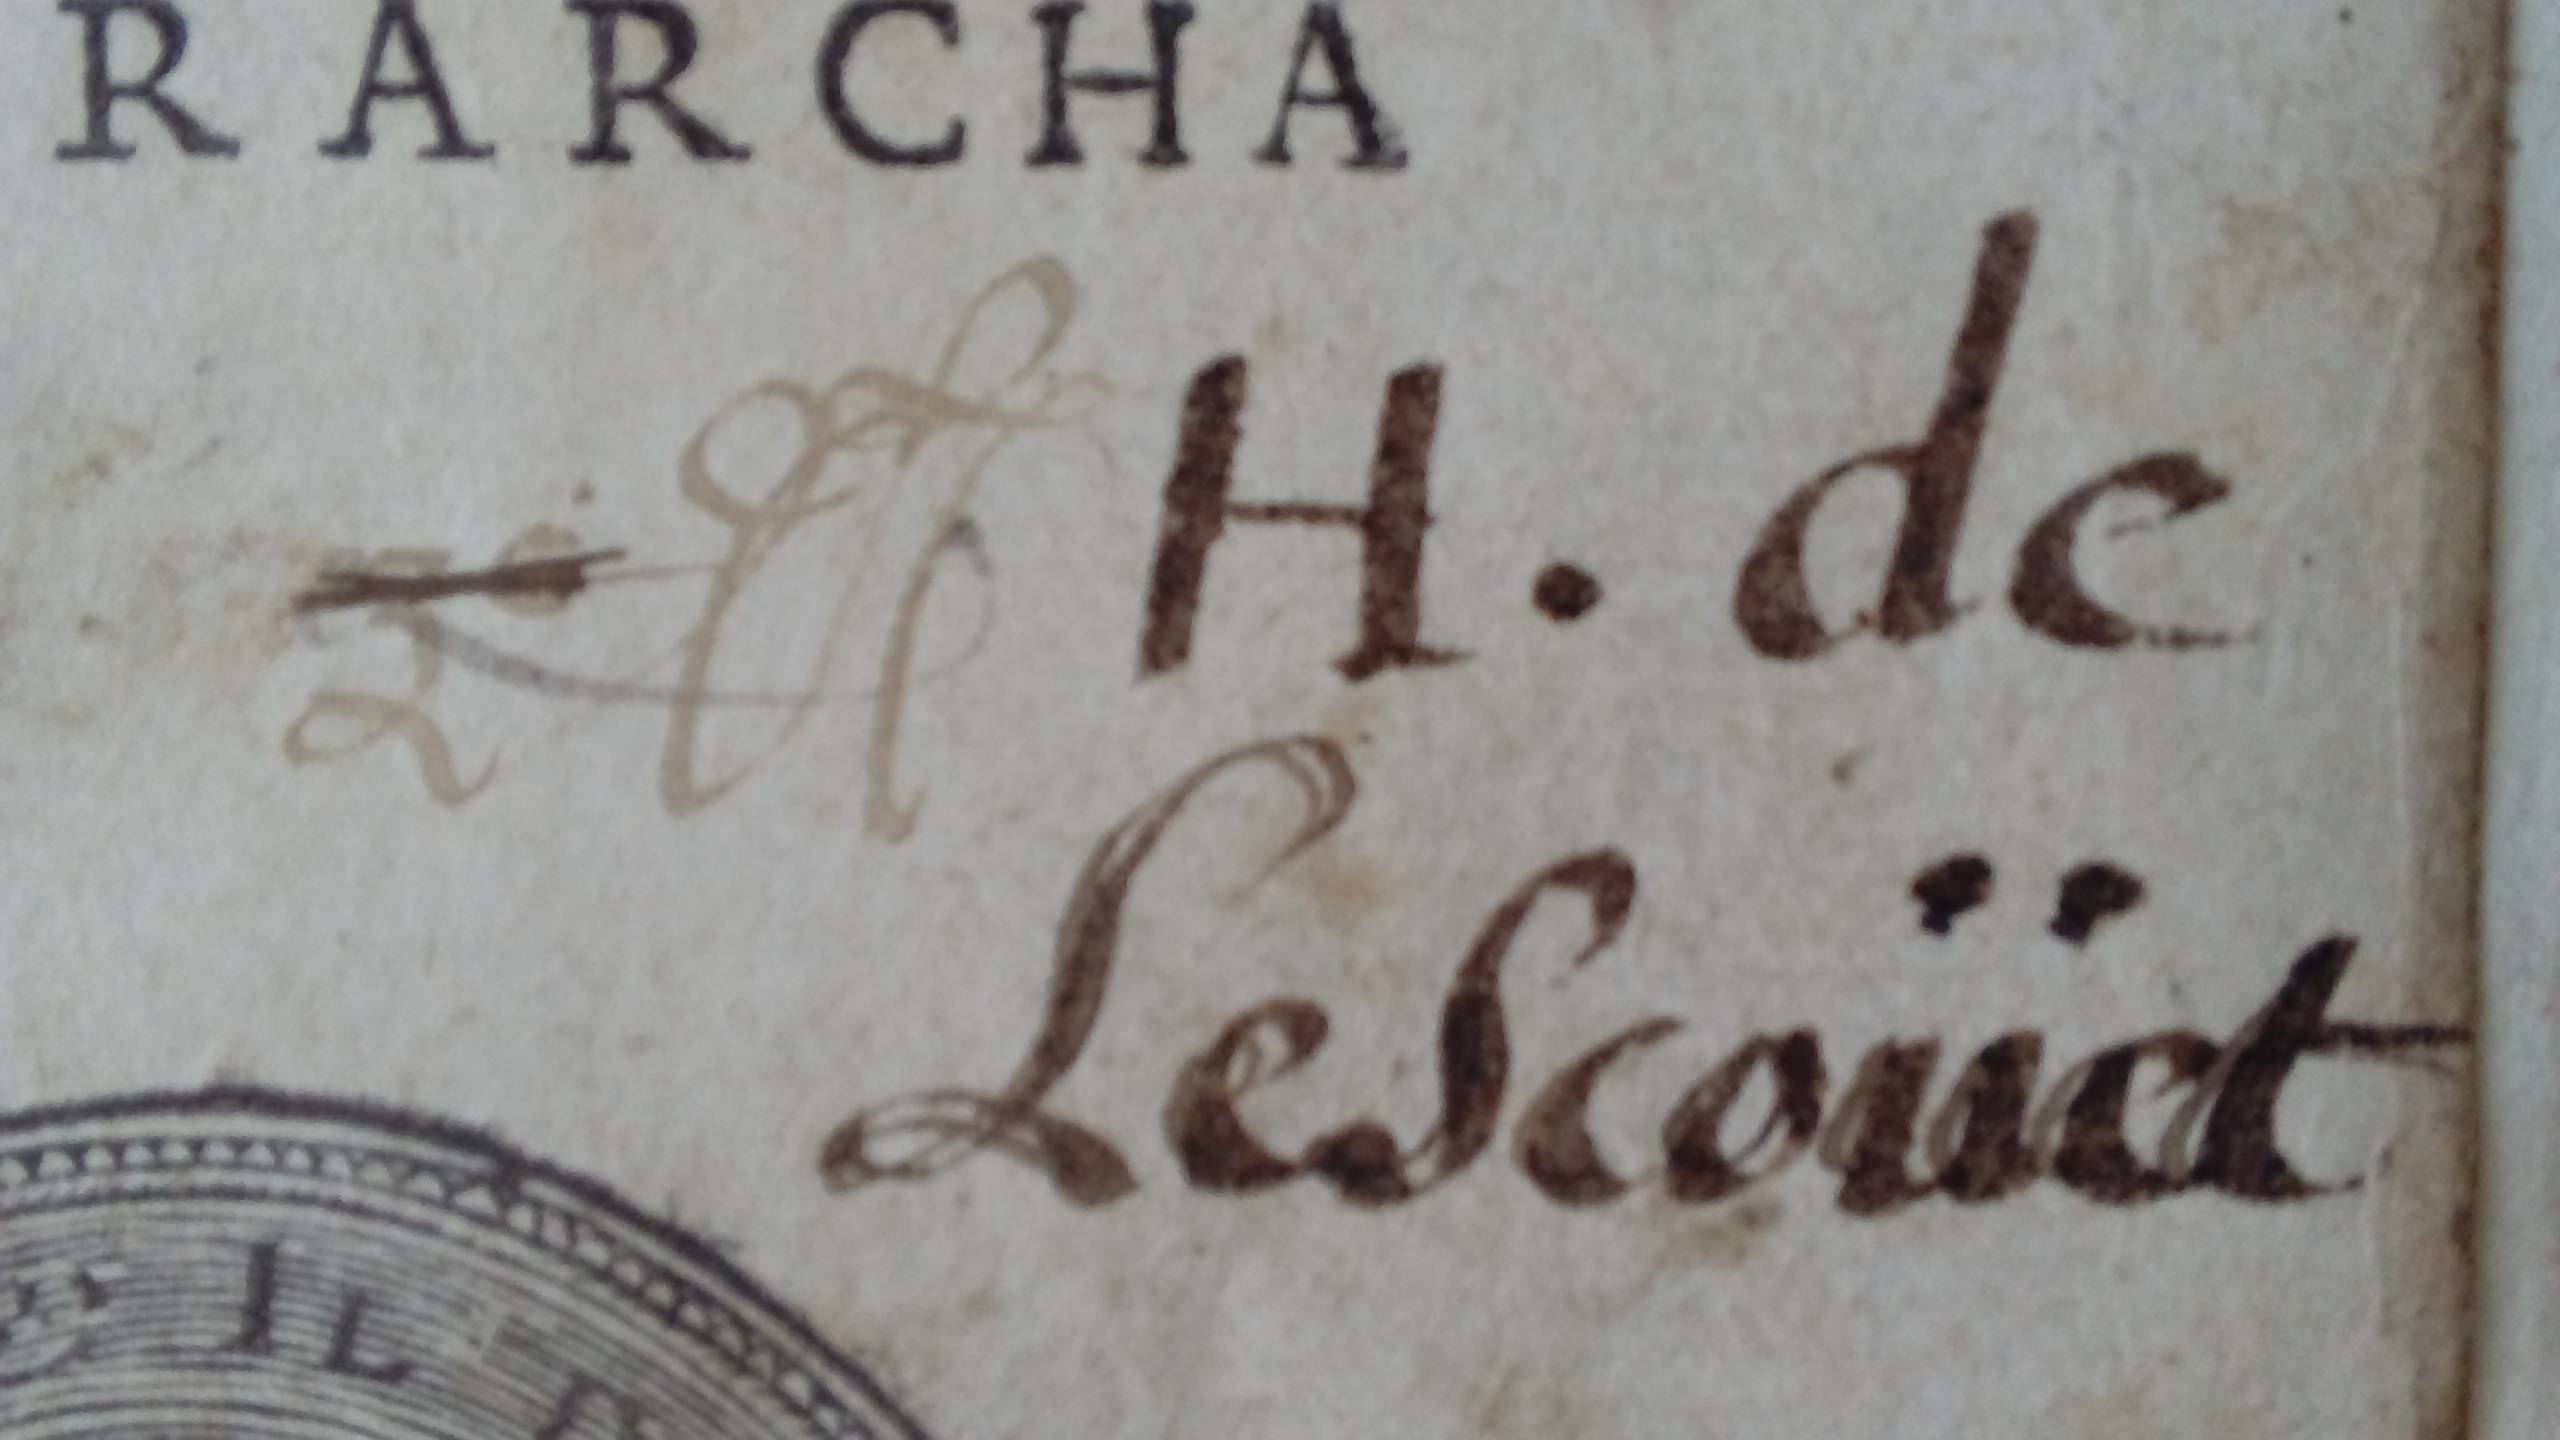 RARCHA
H. de
Lescoüet
IL